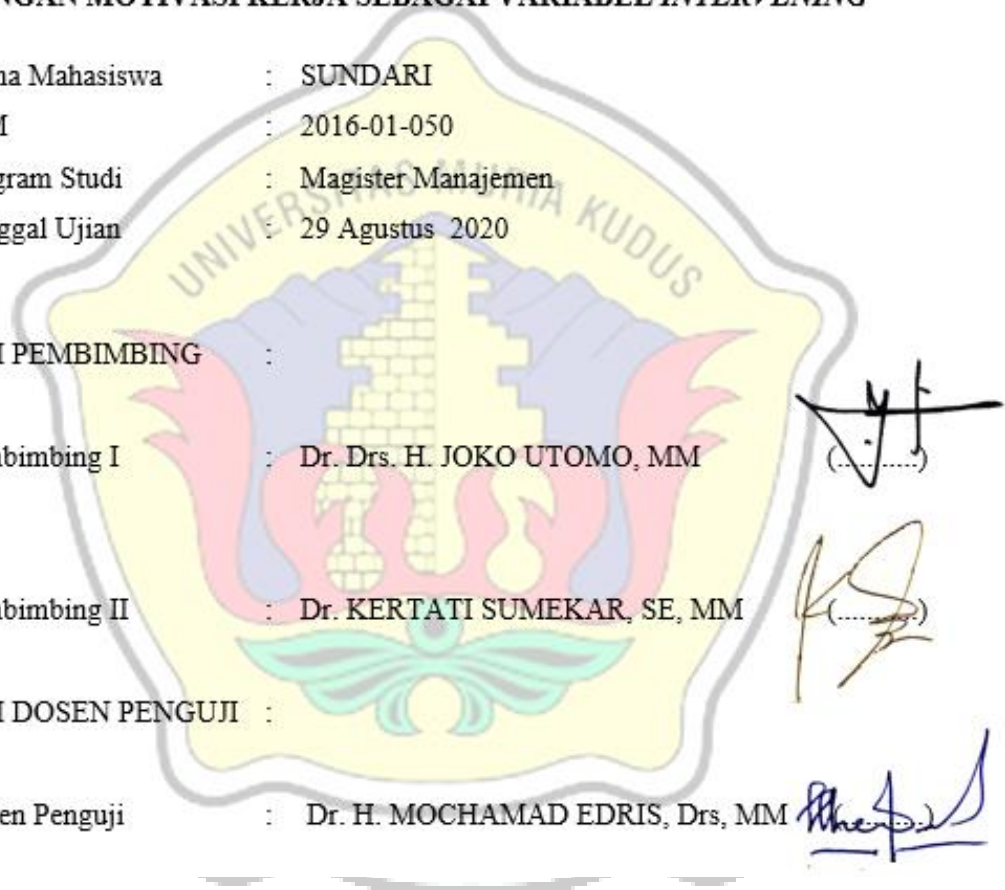 NGAN MOTIVASI KERJA SEBAGAI VARIABEL INTERVENING
na Mahasiswa : SUNDARI
M : 2016-01-050
gram Studi : Magister Manajemen
ggal Ujian : 29 Agustus 2020
UNIVERSITAS MURIA KUDUS
I PEMBIMBING :
nbimbing I : Dr. Drs. H. JOKO UTOMO, MM (..........)
nbimbing II : Dr. KERTATI SUMEKAR, SE, MM (..........)
I DOSEN PENGUJI :
en Penguji : Dr. H. MOCHAMAD EDRIS, Drs, MM (..........)